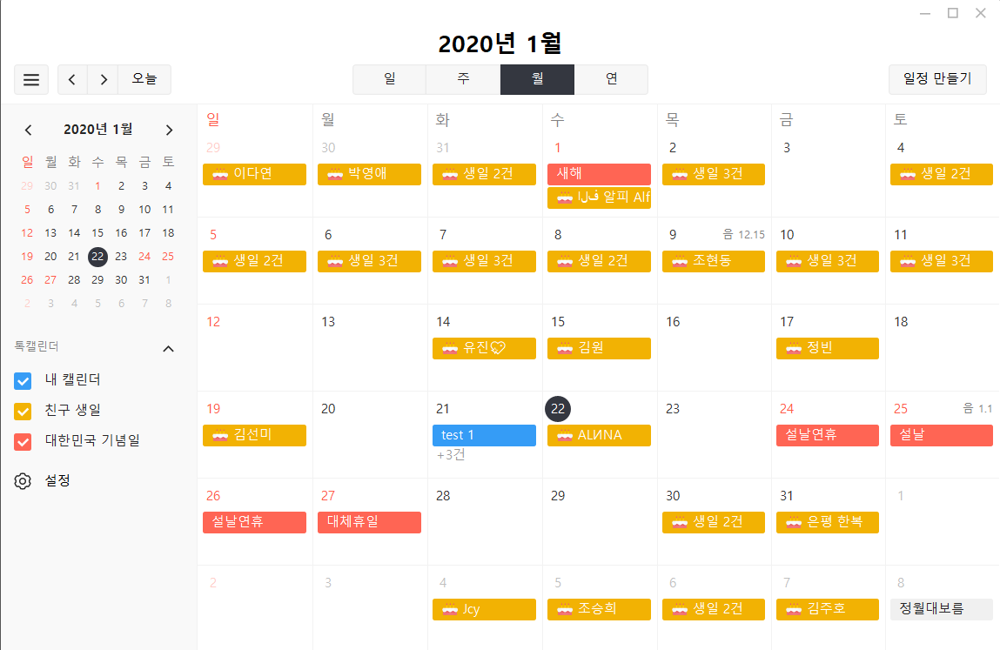 2020년 1월
오늘
일 주 월 연
일정 만들기
2020년 1월
일 월 화 수 목 금 토
29 30 31 1 2 3 4
5 6 7 8 9 10 11
12 13 14 15 16 17 18
19 20 21 22 23 24 25
26 27 28 29 30 31 1
2 3 4 5 6 7 8
톡캘린더
내 캘린더
친구 생일
대한민국 기념일
설정
일 월 화 수 목 금 토
29 30 31 1 2 3 4
이다연 박영애 생일 2건 새해 생일 3건 생일 2건
알피 Alf
5 6 7 8 9 음 12.15 10 11
생일 2건 생일 3건 생일 3건 생일 2건 조현동 생일 3건 생일 3건
12 13 14 15 16 17 18
유진 김원 정빈
19 20 21 22 23 24 25 음 1.1
김선미 test 1 ALИNA 설날연휴 설날
+3건
26 27 28 29 30 31 1
설날연휴 대체휴일 생일 2건 은평 한복
2 3 4 5 6 7 8
Jcy 조승희 생일 2건 김주호 정월대보름